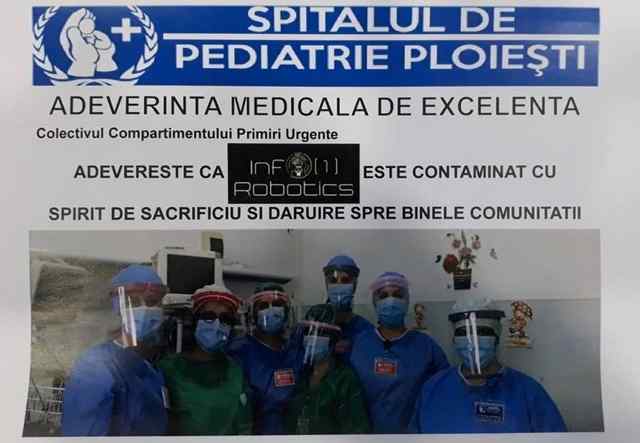 SPITALUL DE
PEDIATRIE PLOIEŞTI
ADEVERINTA MEDICALA DE EXCELENTA
Colectivul Compartimentului Primiri Urgente
ADEVERESTE CA InFO(1) Robotics ESTE CONTAMINAT CU
SPIRIT DE SACRIFICIU SI DARUIRE SPRE BINELE COMUNITATII